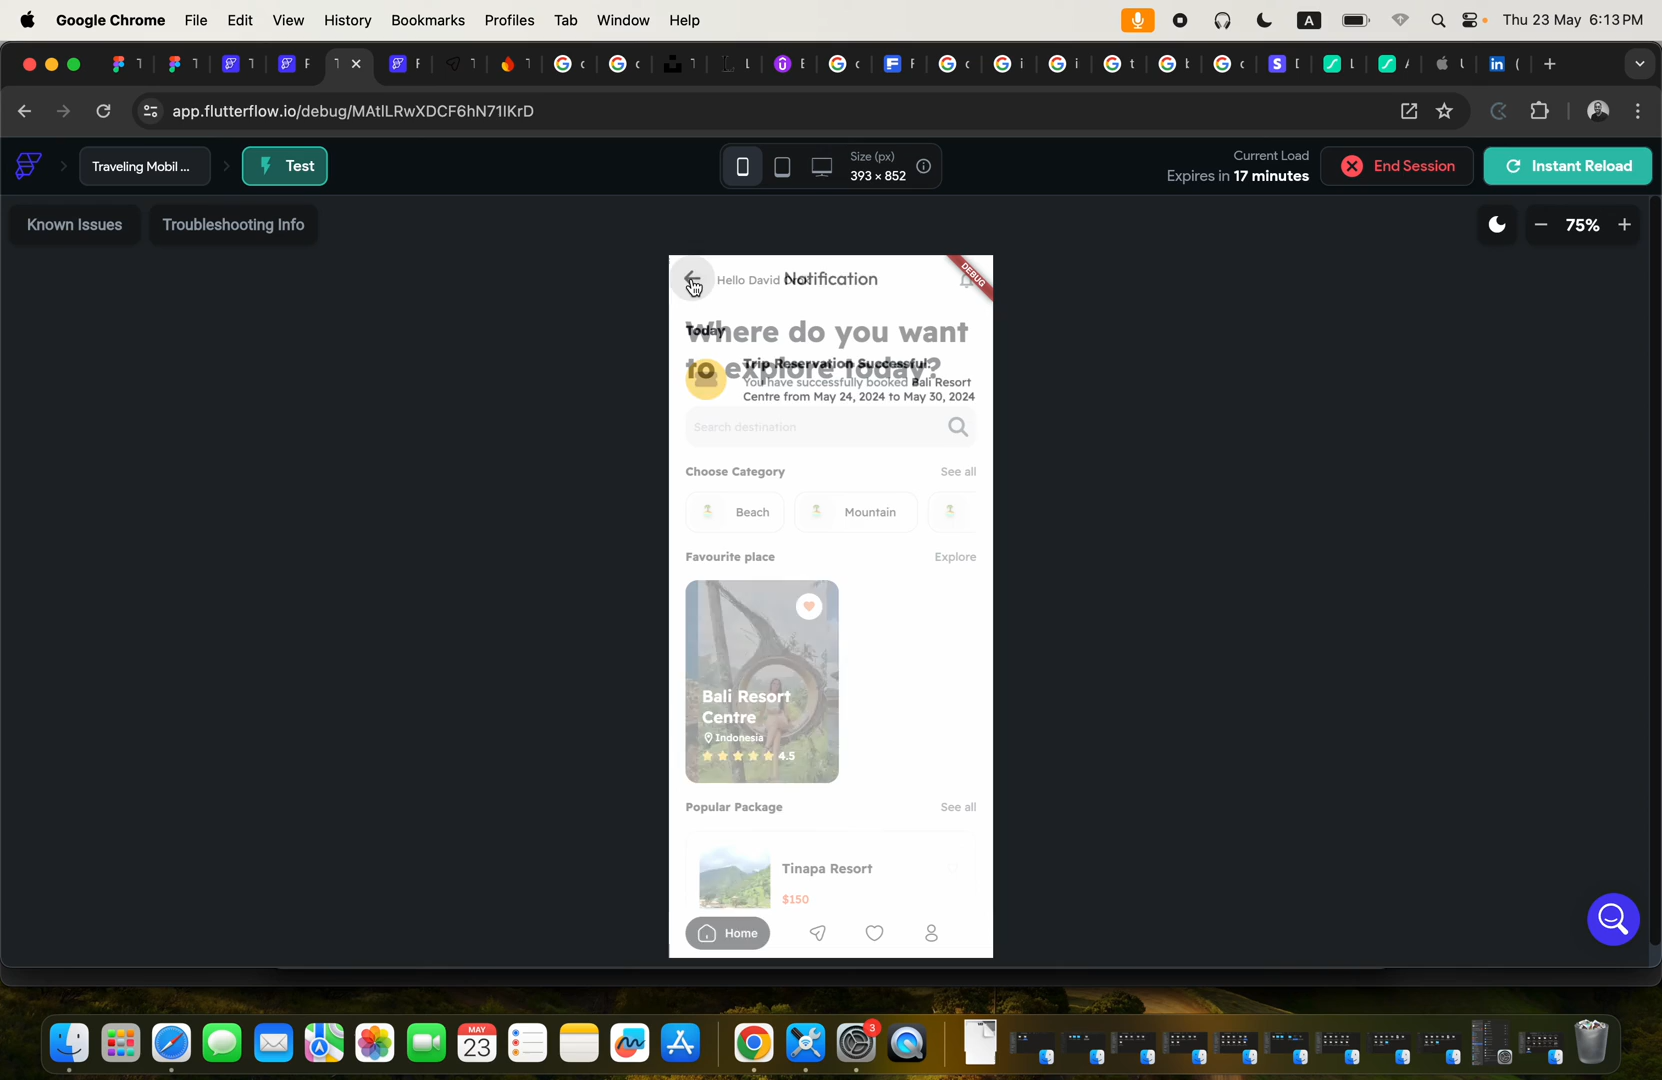 Google Chrome File Edit View History Bookmarks Profiles Tab Window Help A Thu 23 May 6:13 PM
app.flutterflow.io/debug/MAtlLRwXDCF6hN71lKrD
Traveling Mobil ... Test Size (px) 393 × 852 Current Load Expires in 17 minutes End Session Instant Reload
Known Issues Troubleshooting Info 75%
Hello David Notification DEBUG
Today
Where do you want
to explore today?
Trip Reservation Successful.
You have successfully booked Bali Resort
Centre from May 24, 2024 to May 30, 2024
Search destination
Choose Category See all
Beach Mountain
Favourite place Explore
Bali Resort
Centre
Indonesia
4.5
Popular Package See all
Tinapa Resort
$150
Home
MAY
23
3